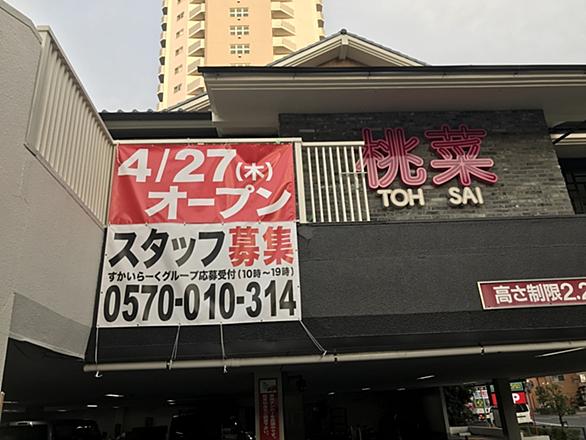 4/27(木)
オープン
スタッフ募集
すかいらーくグループ応募受付(10時〜19時)
0570-010-314
桃菜
TOH SAI
高さ制限2.2